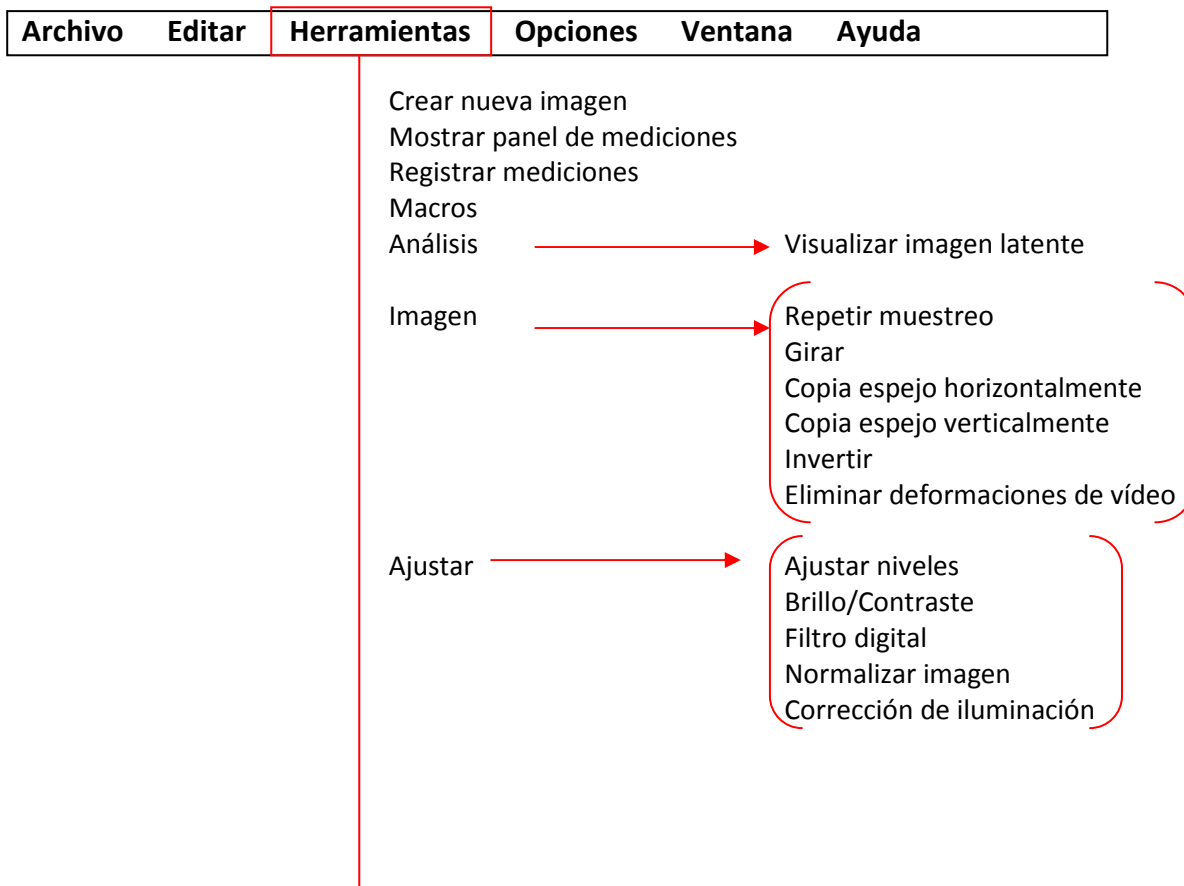 Archivo Editar Herramientas Opciones Ventana Ayuda
Crear nueva imagen
Mostrar panel de mediciones
Registrar mediciones
Macros
Análisis Visualizar imagen latente
Imagen Repetir muestreo
Girar
Copia espejo horizontalmente
Copia espejo verticalmente
Invertir
Eliminar deformaciones de vídeo
Ajustar Ajustar niveles
Brillo/Contraste
Filtro digital
Normalizar imagen
Corrección de iluminación